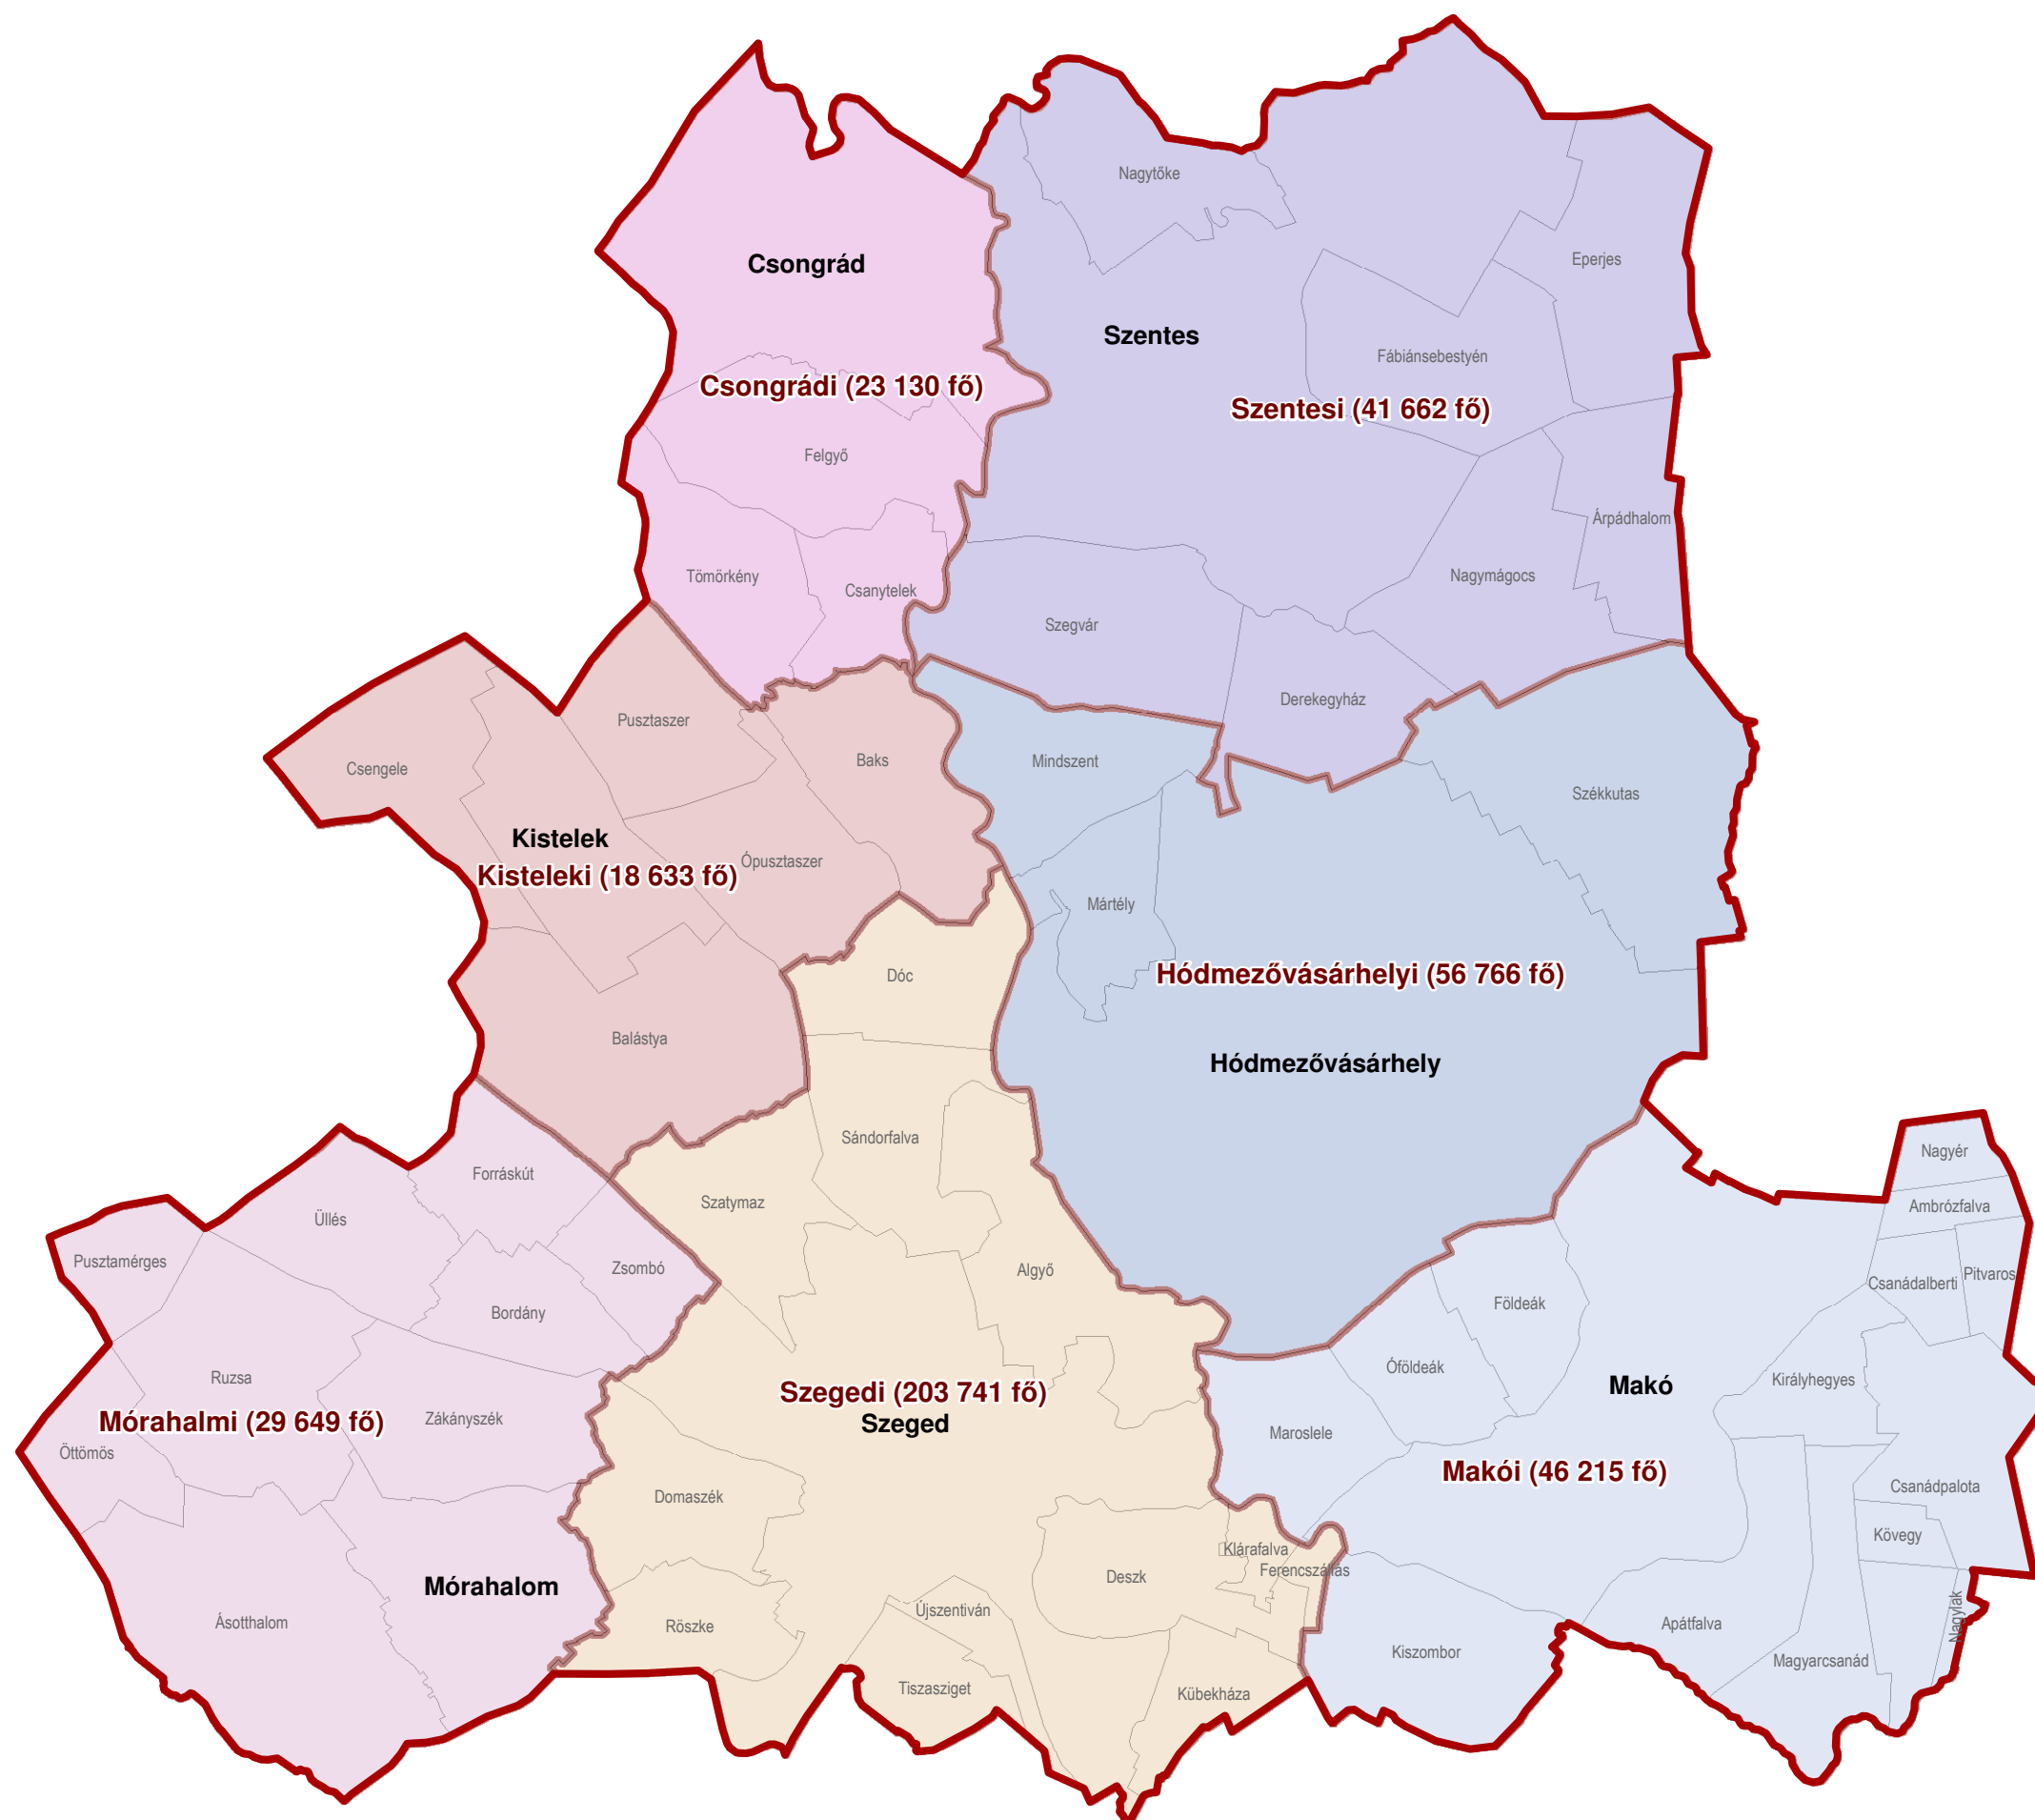 Nagytőke
Csongrád
Eperjes
Szentes
Fábiánsebestyén
Csongrádi (23 130 fő)
Szentesi (41 662 fő)
Felgyő
Árpádhalom
Tömörkény
Csanytelek
Nagymágocs
Szegvár
Derekegyház
Pusztaszer
Baks
Mindszent
Csengele
Székkutas
Kistelek
Ópusztaszer
Kisteleki (18 633 fő)
Mártély
Dóc
Hódmezővásárhelyi (56 766 fő)
Balástya
Hódmezővásárhely
Sándorfalva
Nagyér
Forráskút
Szatymaz
Ambrózfalva
Üllés
Pusztamérges
Zsombó
Algyő
Pitvaros
Csanádalberti
Bordány
Földeák
Óföldeák
Ruzsa
Királyhegyes
Makó
Szegedi (203 741 fő)
Zákányszék
Mórahalmi (29 649 fő)
Szeged
Maroslele
Öttömös
Makói (46 215 fő)
Csanádpalota
Domaszék
Kövegy
Klárafalva
Ferencszállás
Deszk
Mórahalom
Újszentiván
Nagylak
Ásotthalom
Röszke
Apátfalva
Kiszombor
Magyarcsanád
Tiszasziget
Kübekháza